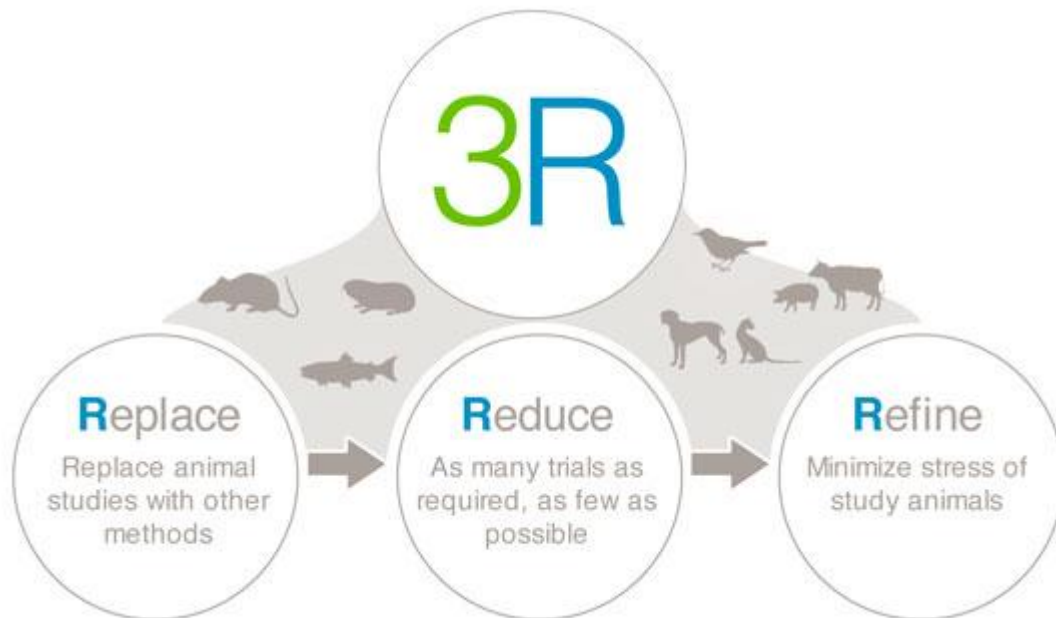 3R
Replace
Replace animal
studies with other
methods
Reduce
As many trials as
required, as few as
possible
Refine
Minimize stress of
study animals